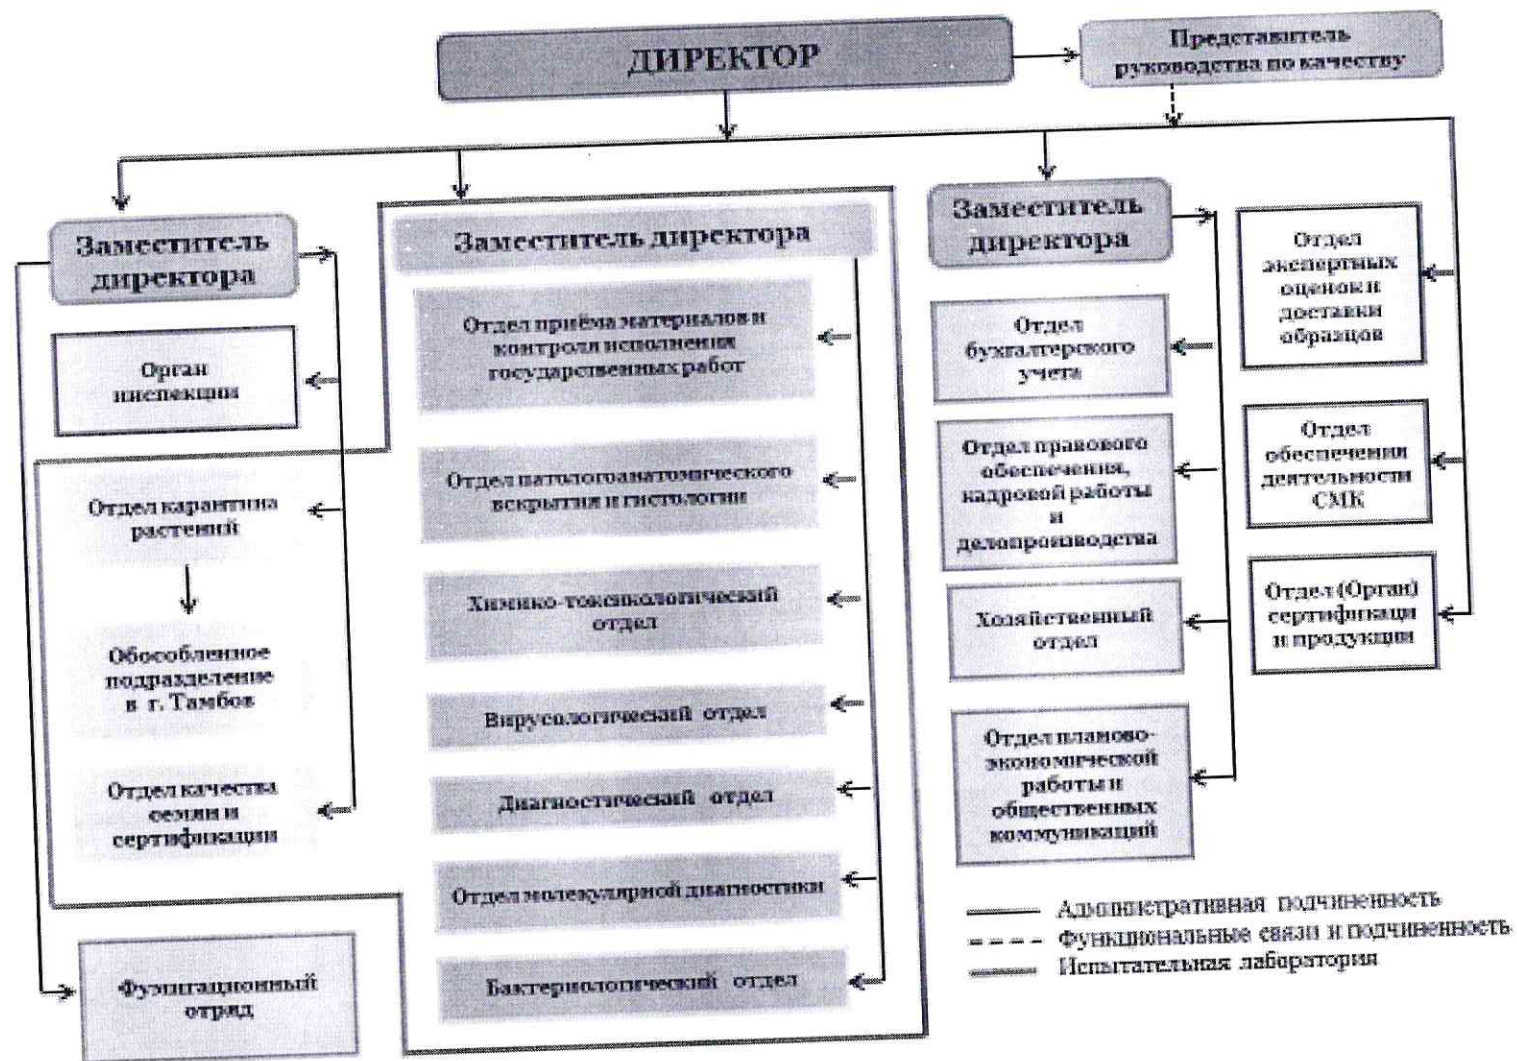 ДИРЕКТОР
Представитель
руководства по качеству
Заместитель
директора
Орган
инспекции
Отдел карантина
растений
Обособленное
подразделение
в г. Тамбов
Отдел качества
семян и
сертификации
Фумигационный
отряд
Заместитель директора
Отдел приёма материалов и
контроля исполнения
государственных работ
Отдел патологоанатомического
вскрытия и гистологии
Химико-токсикологический
отдел
Вирусологический отдел
Диагностический отдел
Отдел молекулярной диагностики
Бактериологический отдел
Заместитель
директора
Отдел
бухгалтерского
учета
Отдел правового
обеспечения,
кадровой работы
и
делопроизводства
Хозяйственный
отдел
Отдел планово-
экономической
работы и
общественных
коммуникаций
Отдел
экспертных
оценок и
доставки
образцов
Отдел
обеспечения
деятельности
СМК
Отдел (Орган)
сертификаци
и продукции
Административная подчиненность
Функциональные связи и подчиненность
Испытательная лаборатория